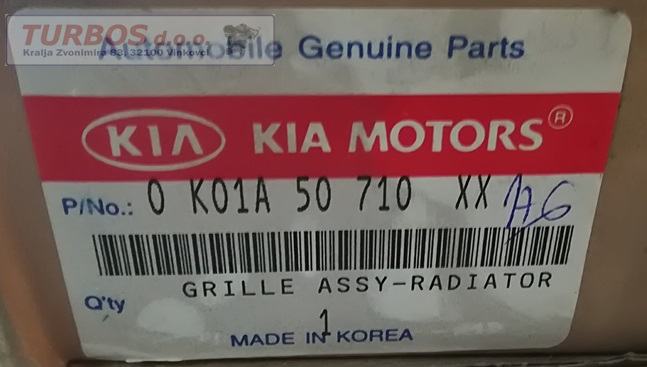 TURBOS d.o.o.
Kralja Zvonimira 83, 32100 Vinkovci
Automobile Genuine Parts
KIA KIA MOTORS ®
P/No.: 0 K01A 50 710 XX A6
GRILLE ASSY-RADIATOR
Q'ty 1
MADE IN KOREA